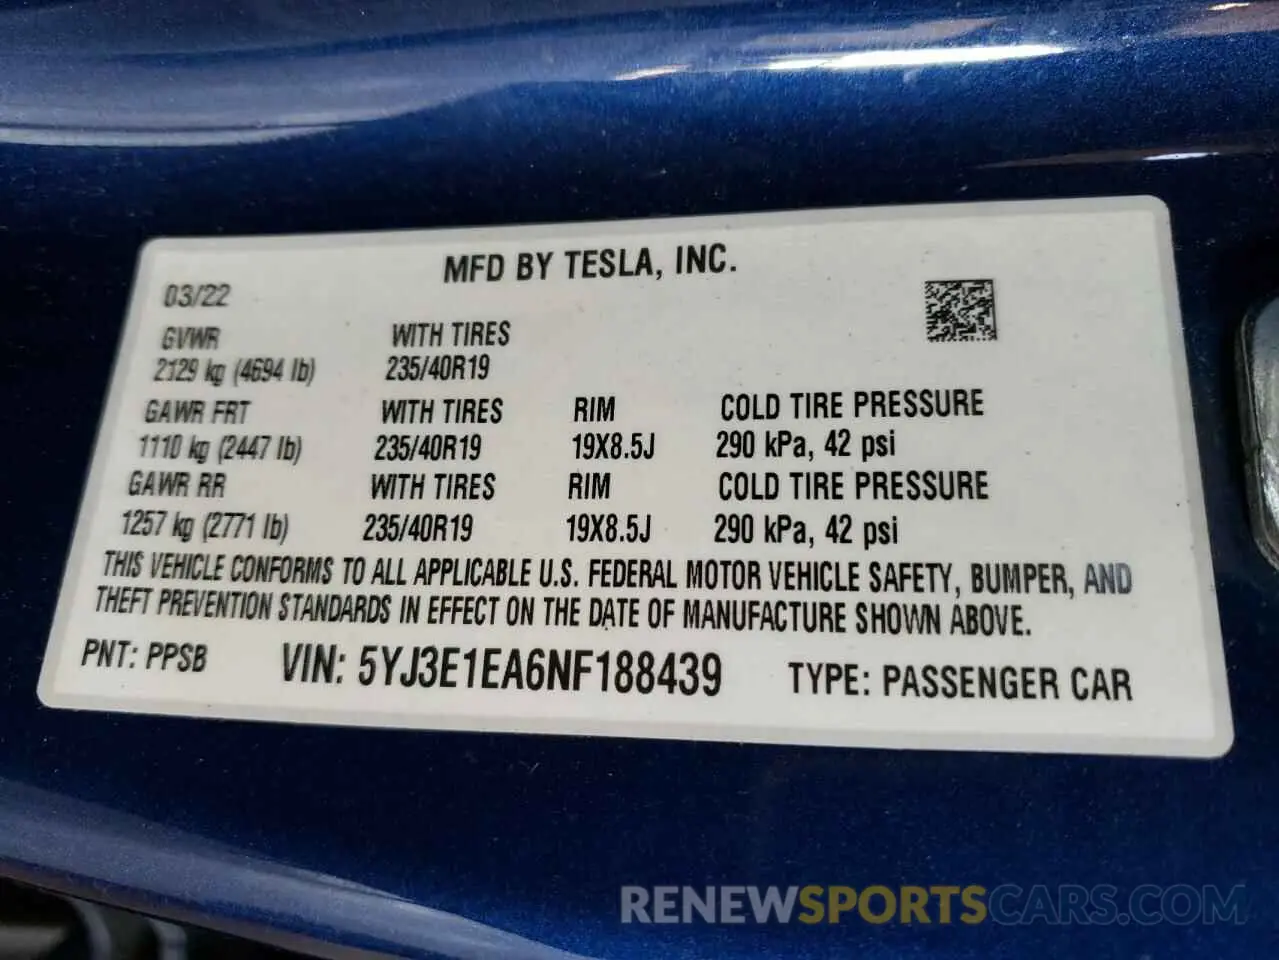 MFD BY TESLA, INC.
03/22
GVWR WITH TIRES
2129 kg (4694 lb) 235/40R19
GAWR FRT WITH TIRES RIM COLD TIRE PRESSURE
1110 kg (2447 lb) 235/40R19 19X8.5J 290 kPa, 42 psi
GAWR RR WITH TIRES RIM COLD TIRE PRESSURE
1257 kg (2771 lb) 235/40R19 19X8.5J 290 kPa, 42 psi
THIS VEHICLE CONFORMS TO ALL APPLICABLE U.S. FEDERAL MOTOR VEHICLE SAFETY, BUMPER, AND
THEFT PREVENTION STANDARDS IN EFFECT ON THE DATE OF MANUFACTURE SHOWN ABOVE.
PNT: PPSB VIN: 5YJ3E1EA6NF188439 TYPE: PASSENGER CAR
RENEWSPORTSCARS.COM